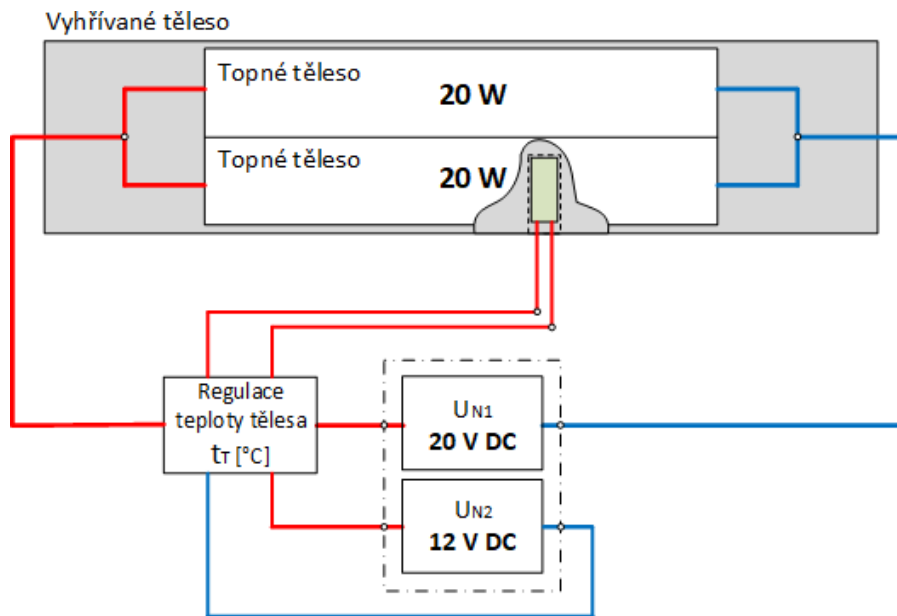 Vyhřívané těleso
Topné těleso
20 W
Topné těleso
20 W
Regulace
teploty tělesa
tT [°C]
UN1
20 V DC
UN2
12 V DC